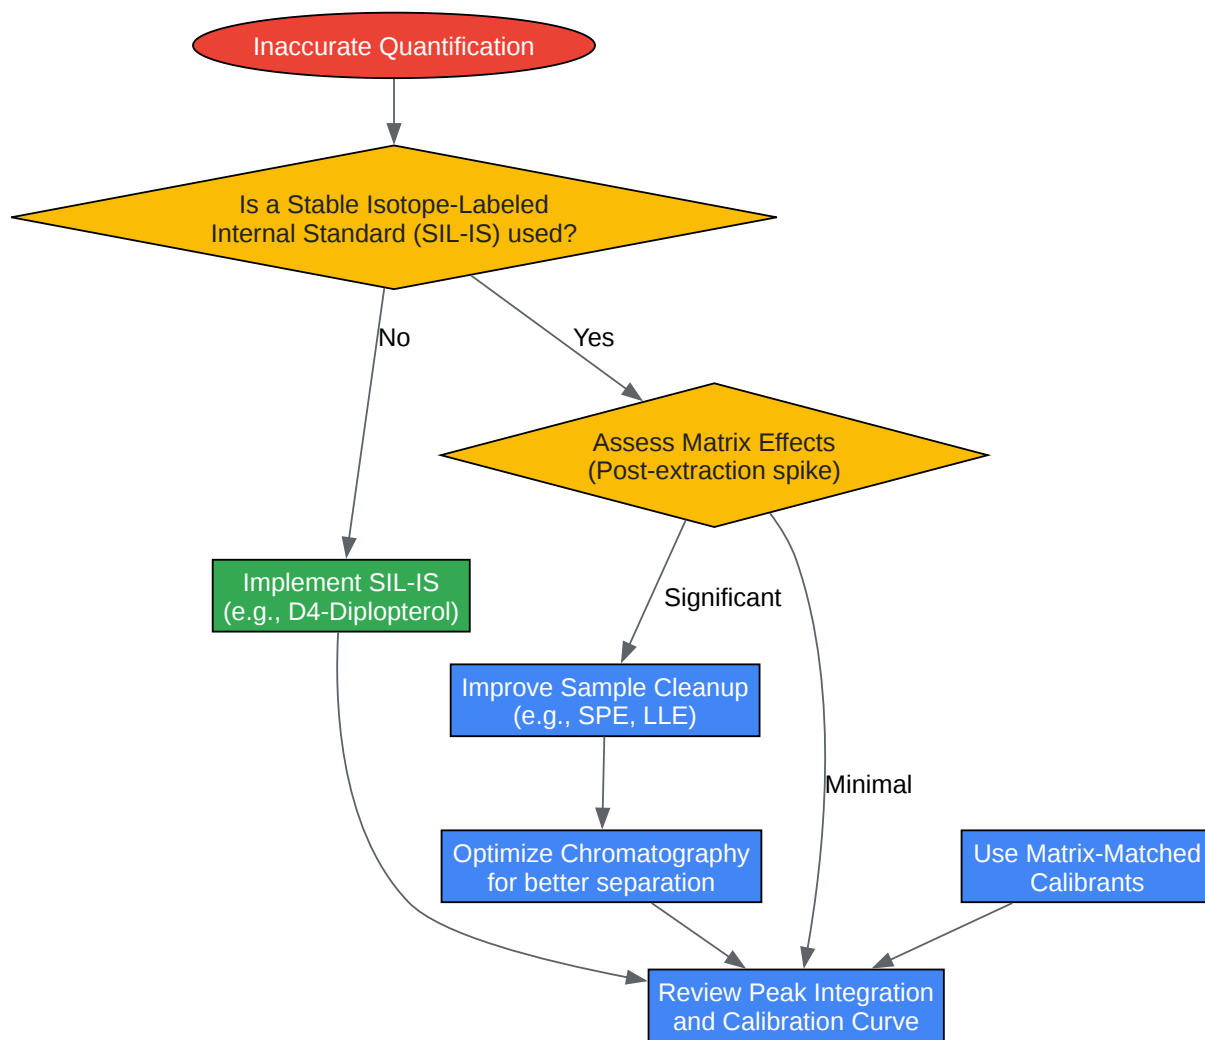 Inaccurate Quantification
Is a Stable Isotope-Labeled
Internal Standard (SIL-IS) used?
No
Yes
Assess Matrix Effects
(Post-extraction spike)
Implement SIL-IS
(e.g., D4-Diplopterol)
Significant
Improve Sample Cleanup
(e.g., SPE, LLE)
Minimal
Optimize Chromatography
for better separation
Use Matrix-Matched
Calibrants
Review Peak Integration
and Calibration Curve